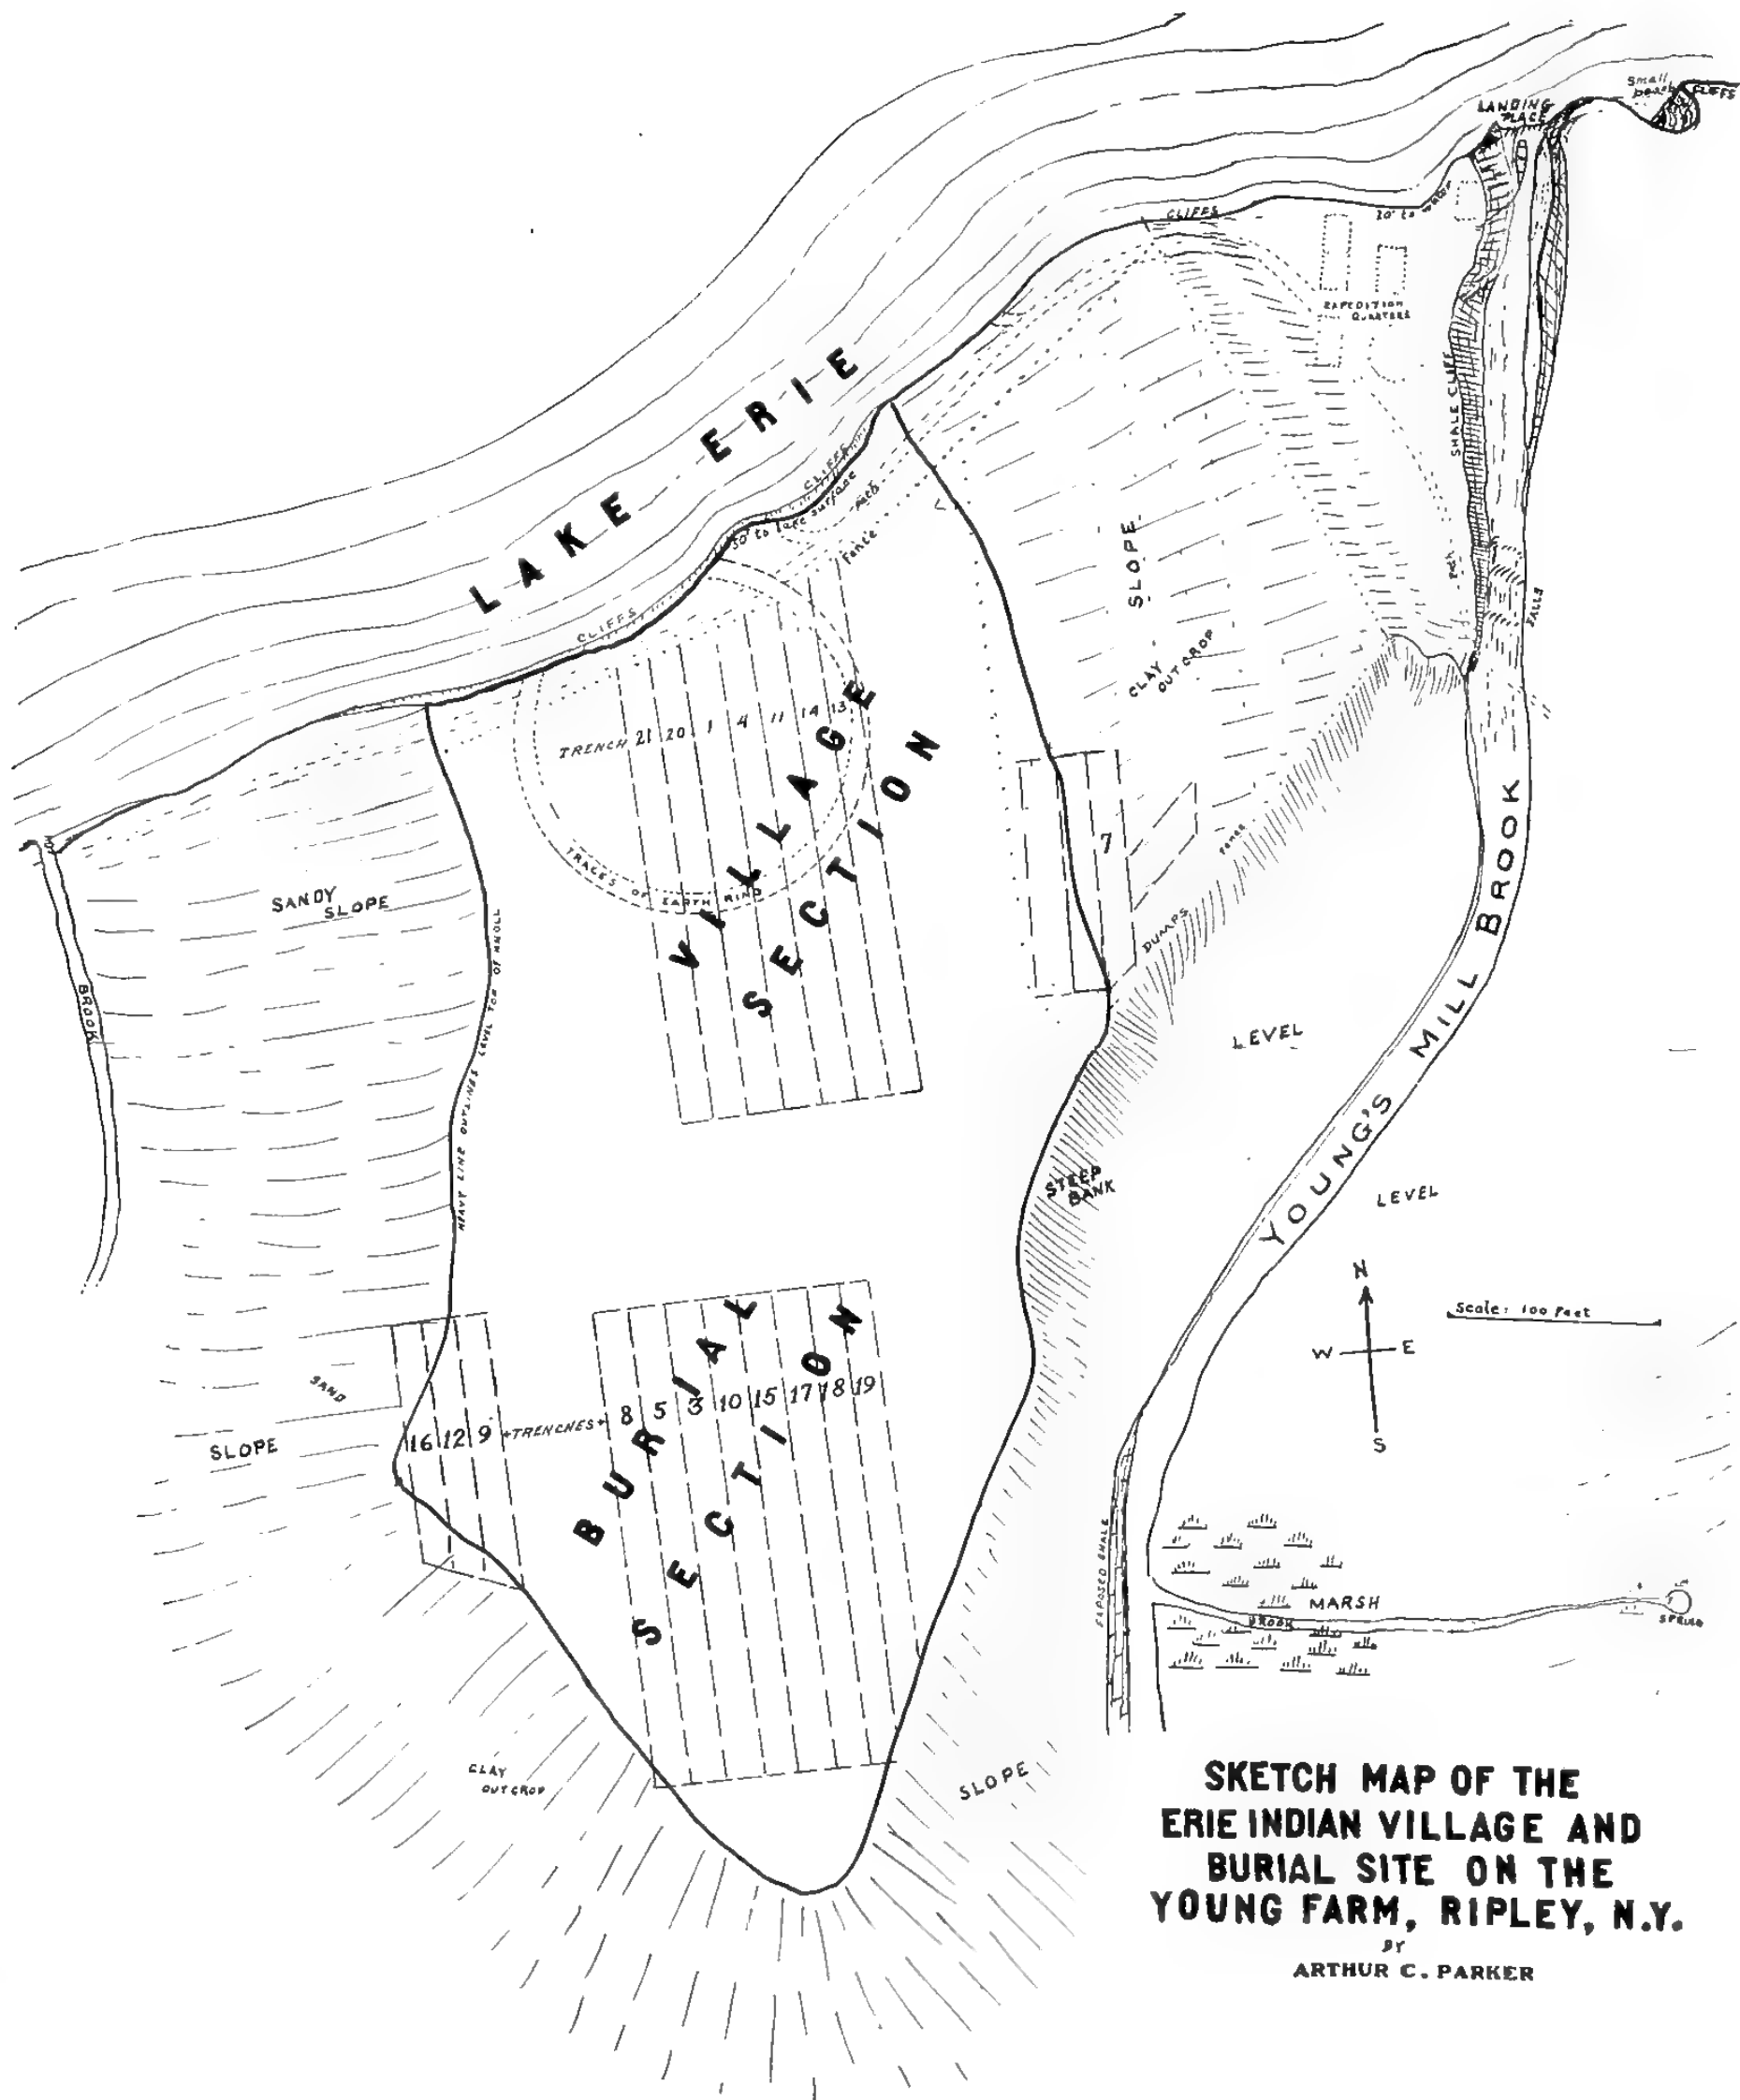 Small
beach
CLIFFS
LANDING
PLACE
CLIFFS
20' to water
EXPEDITION
QUARTERS
SHALE CLIFF
LAKE ERIE
CLIFFS
30' to lake surface
Path
Fence
SLOPE
Path
FALLS
CLIFFS
CLAY
OUTCROP
TRENCH 21 20 1 4 11 14 13
VILLAGE
SECTION
7
TRACES OF EARTH RING
Fence
DUMPS
SANDY
SLOPE
BROOK
HEAVY LINE OUTLINES LEVEL TOP OF KNOLL
LEVEL
YOUNG'S MILL BROOK
STEEP
BANK
LEVEL
N
W E
S
Scale: 100 Feet
SAND
SLOPE
16 12 9 TRENCHES 8 5 3 10 15 17 18 19
BURIAL
SECTION
EXPOSED SHALE
MARSH
BROOK
SPRING
CLAY
OUTCROP
SLOPE
SKETCH MAP OF THE
ERIE INDIAN VILLAGE AND
BURIAL SITE ON THE
YOUNG FARM, RIPLEY, N.Y.
BY
ARTHUR C. PARKER